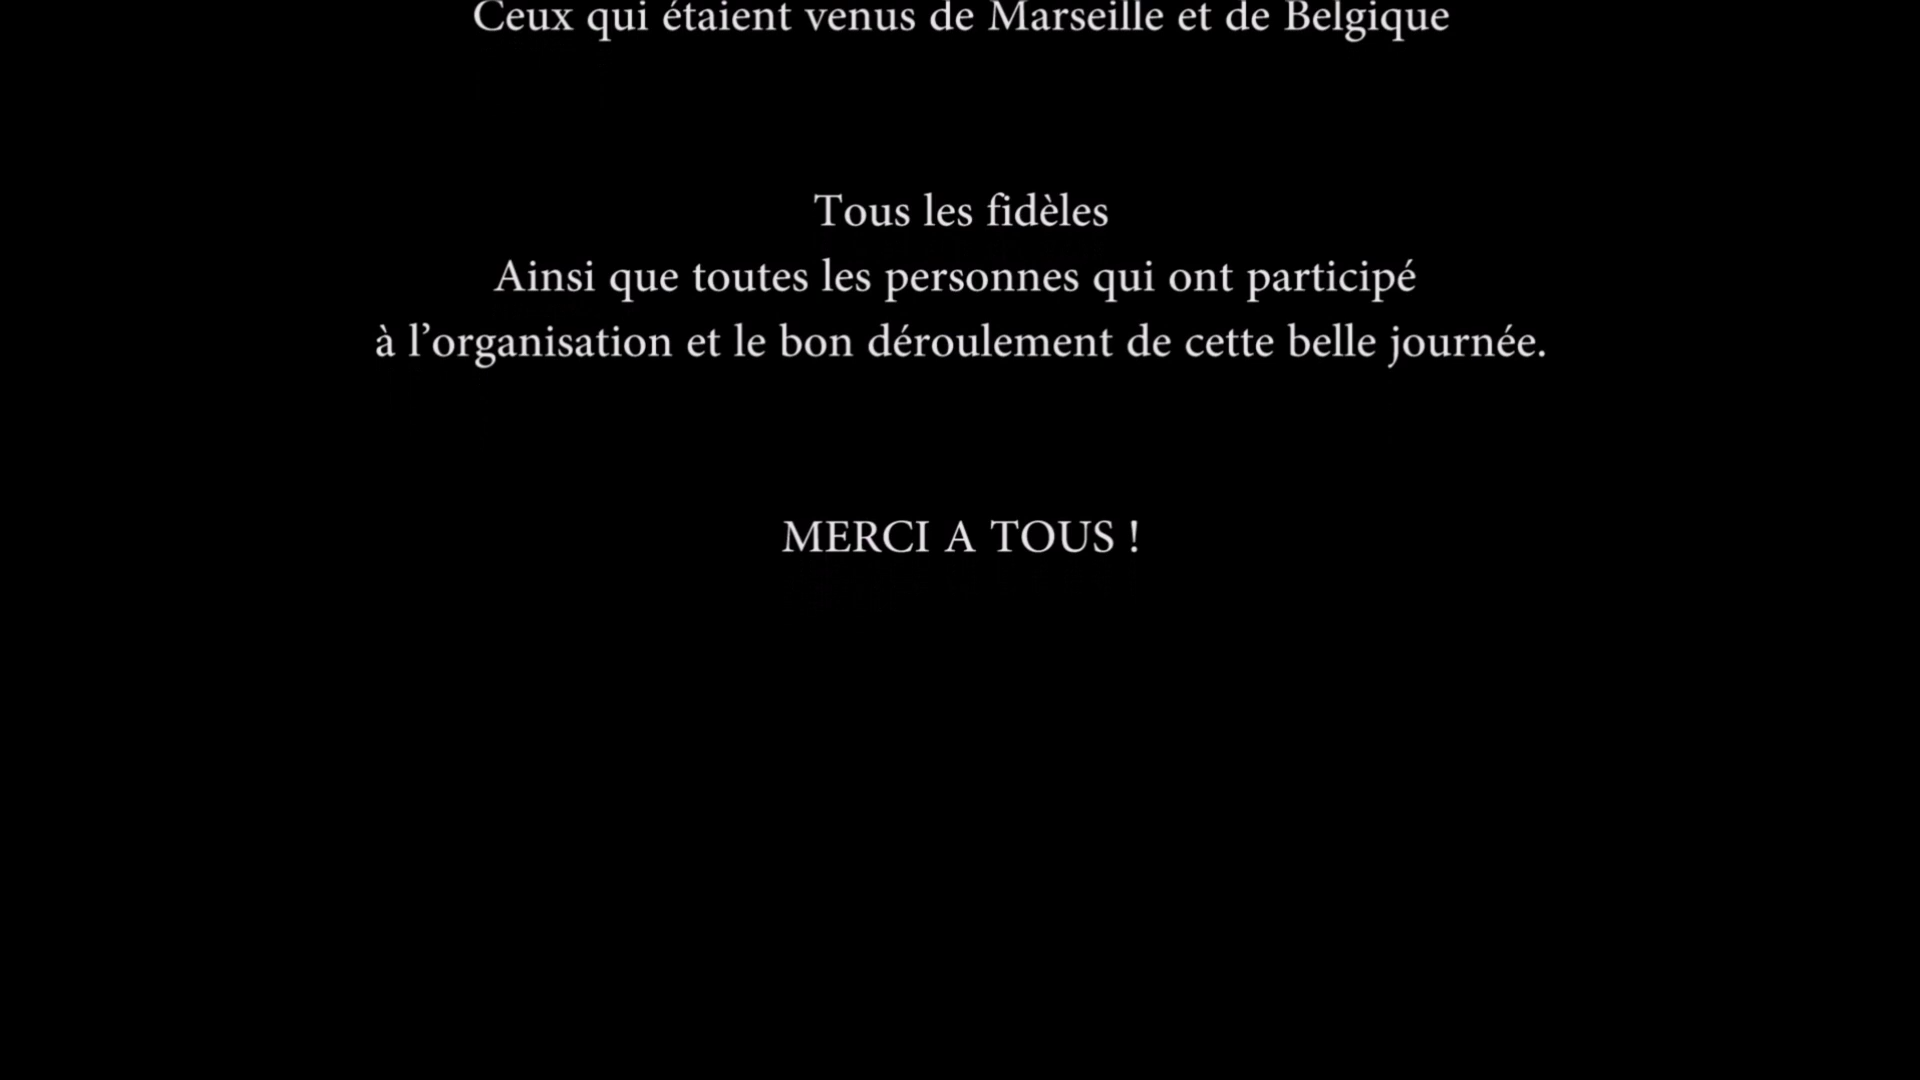 Ceux qui étaient venus de Marseille et de Belgique
Tous les fidèles
Ainsi que toutes les personnes qui ont participé
à l’organisation et le bon déroulement de cette belle journée.
MERCI A TOUS !